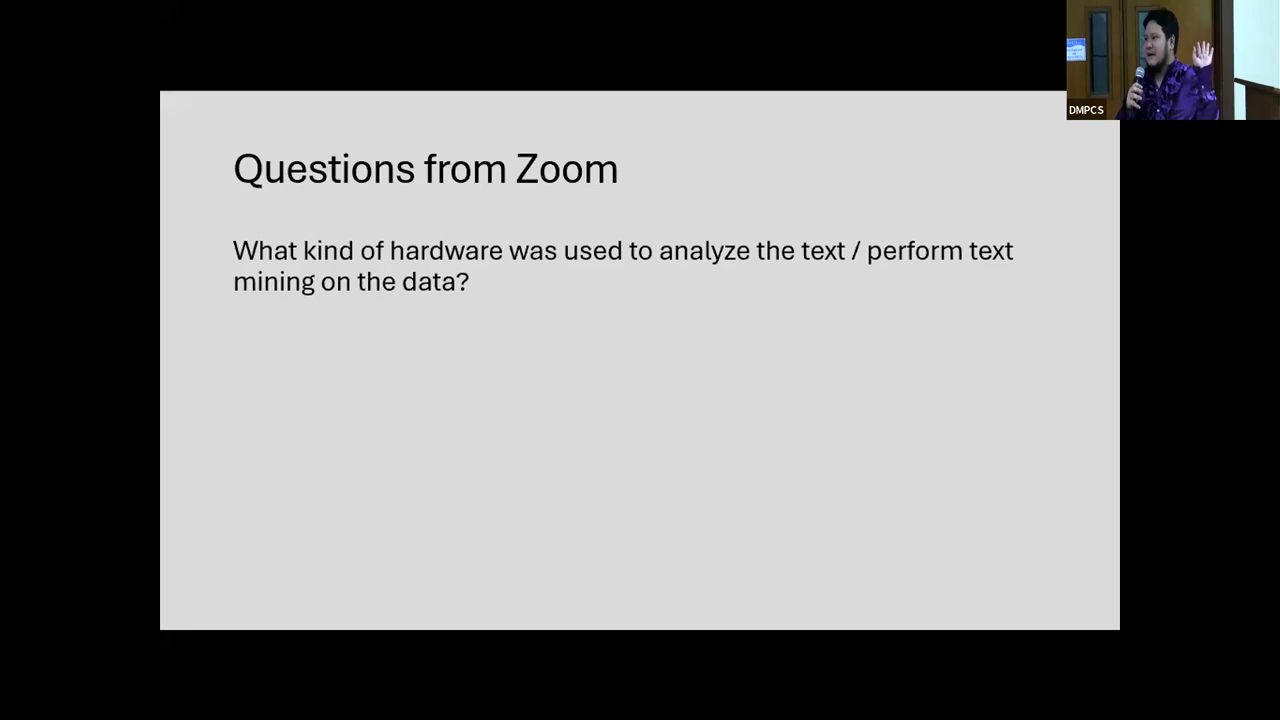 Questions from Zoom
What kind of hardware was used to analyze the text / perform text
mining on the data?
DMPCS